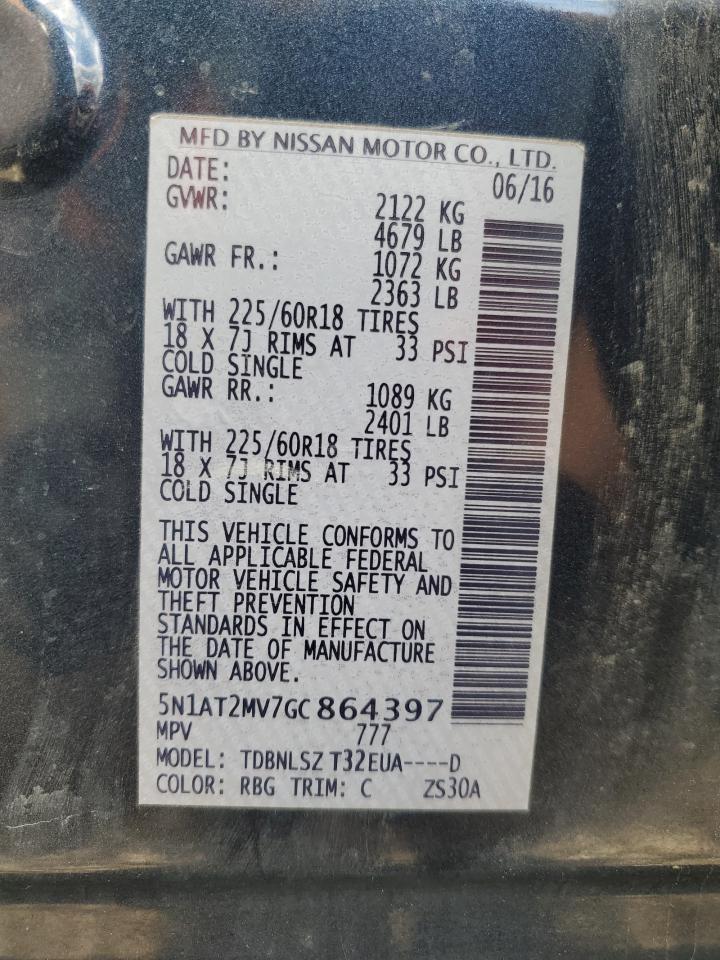 MFD BY NISSAN MOTOR CO., LTD.
DATE: 06/16
GVWR: 2122 KG
4679 LB
GAWR FR.: 1072 KG
2363 LB
WITH 225/60R18 TIRES
18 X 7J RIMS AT 33 PSI
COLD SINGLE
GAWR RR.: 1089 KG
2401 LB
WITH 225/60R18 TIRES
18 X 7J RIMS AT 33 PSI
COLD SINGLE
THIS VEHICLE CONFORMS TO
ALL APPLICABLE FEDERAL
MOTOR VEHICLE SAFETY AND
THEFT PREVENTION
STANDARDS IN EFFECT ON
THE DATE OF MANUFACTURE
SHOWN ABOVE.
5N1AT2MV7GC864397
MPV 777
MODEL: TDBNLSZ T32EUA----D
COLOR: RBG TRIM: C ZS30A